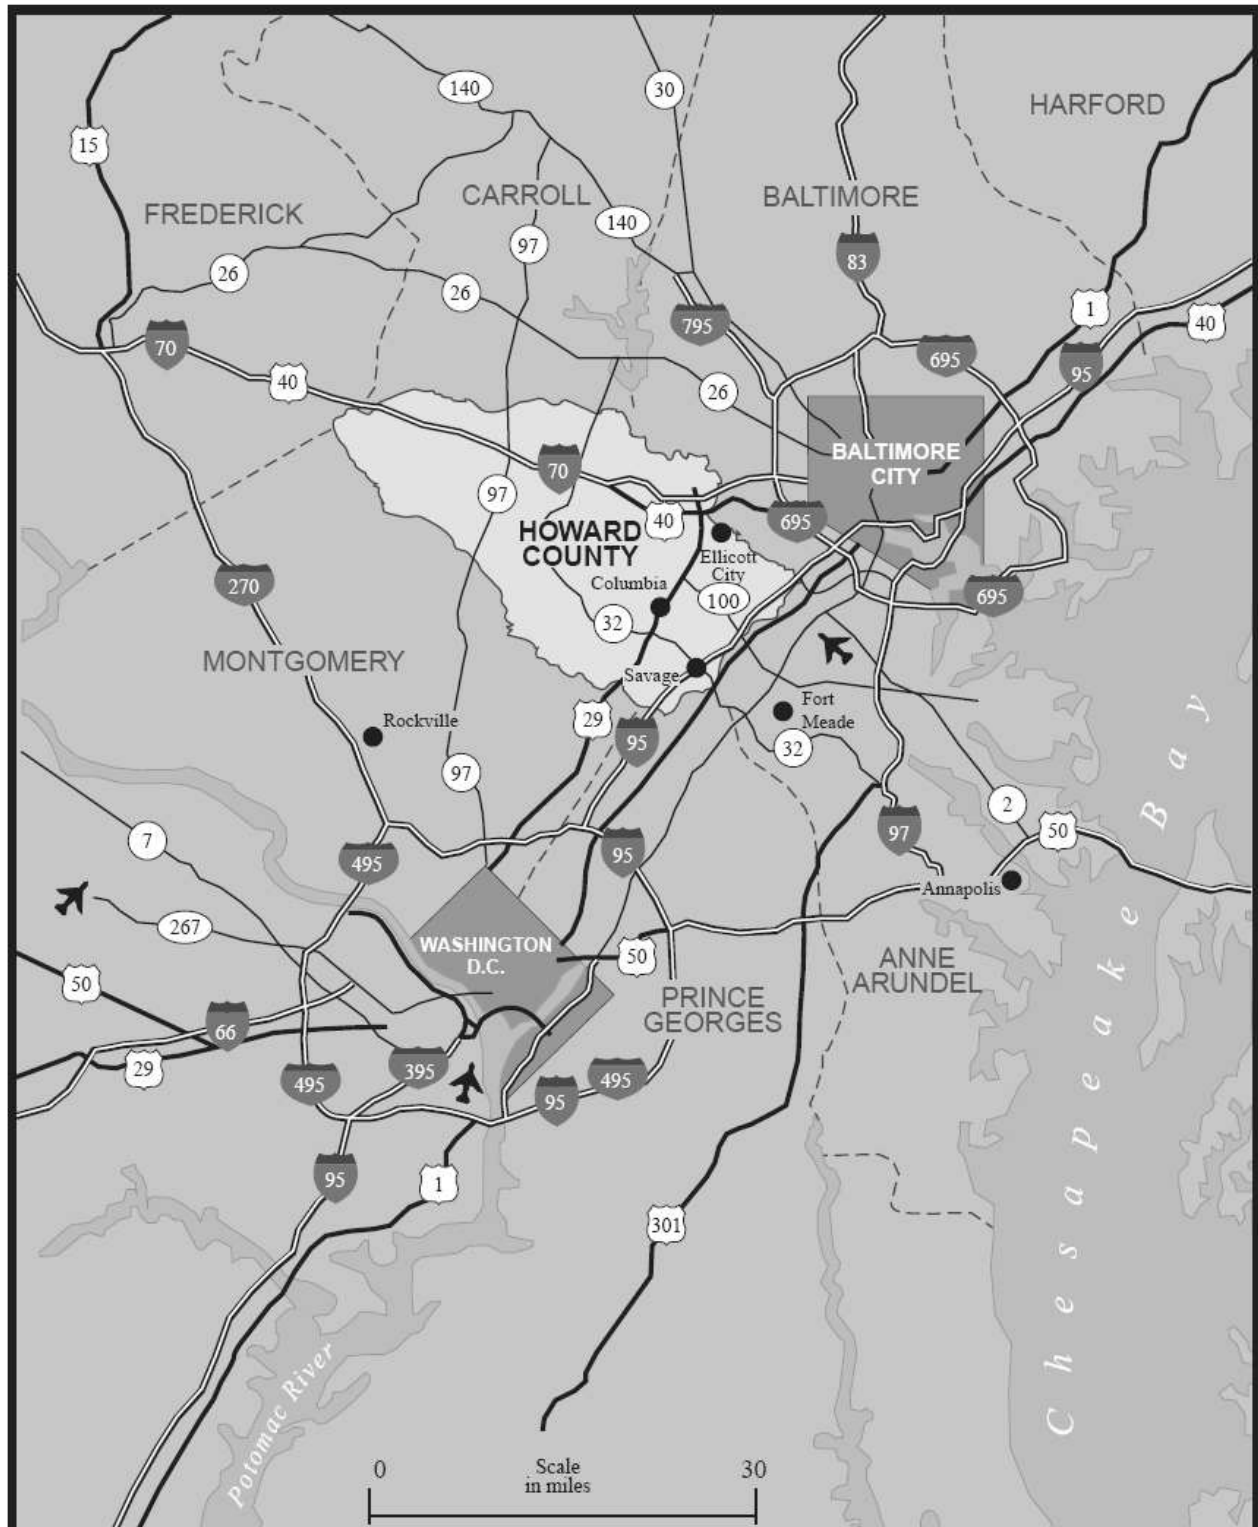 140
30
HARFORD
15
CARROLL
BALTIMORE
FREDERICK
140
97
83
26
26
1
795
40
70
695
95
40
26
BALTIMORE
CITY
70
97
40
695
HOWARD
COUNTY
Ellicott
City
270
Columbia
100
695
32
MONTGOMERY
Savage
Rockville
29
Fort
Meade
95
32
97
2
7
97
50
495
95
Annapolis
267
WASHINGTON
D.C.
50
ANNE
ARUNDEL
50
PRINCE
GEORGES
66
29
495
395
495
95
95
1
301
Chesapeake Bay
Potomac River
0
Scale
in miles
30